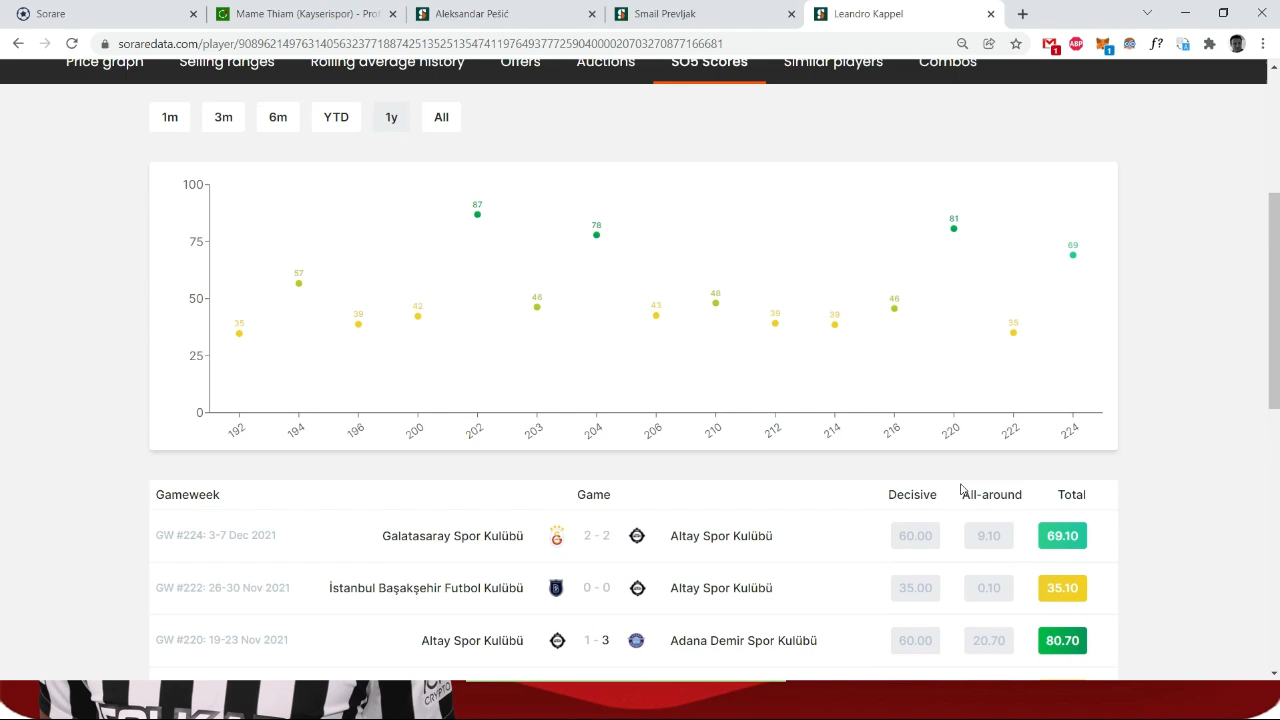 Sorare
Mame Thiam (Kayserispor) - Prof
Aleksandar Pešić
Smail Prevljak
Leandro Kappel
Price graph Selling ranges Rolling average history Offers Auctions SO5 Scores Similar players Combos
1m 3m 6m YTD 1y All
100
75
50
25
0
35 57 39 42 87 46 78 43 48 39 39 46 81 35 69
192 194 196 200 202 203 204 206 210 212 214 216 220 222 224
Gameweek Game Decisive All-around Total
GW #224: 3-7 Dec 2021 Galatasaray Spor Kulübü 2 - 2 Altay Spor Kulübü 60.00 9.10 69.10
GW #222: 26-30 Nov 2021 İstanbul Başakşehir Futbol Kulübü 0 - 0 Altay Spor Kulübü 35.00 0.10 35.10
GW #220: 19-23 Nov 2021 Altay Spor Kulübü 1 - 3 Adana Demir Spor Kulübü 60.00 20.70 80.70
CRYPTO